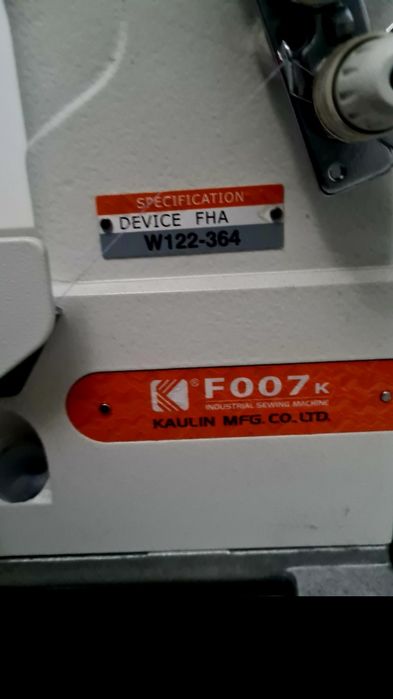 SPECIFICATION
DEVICE FHA
W122-364
® F007K
INDUSTRIAL SEWING MACHINE
KAULIN MFG. CO. LTD.